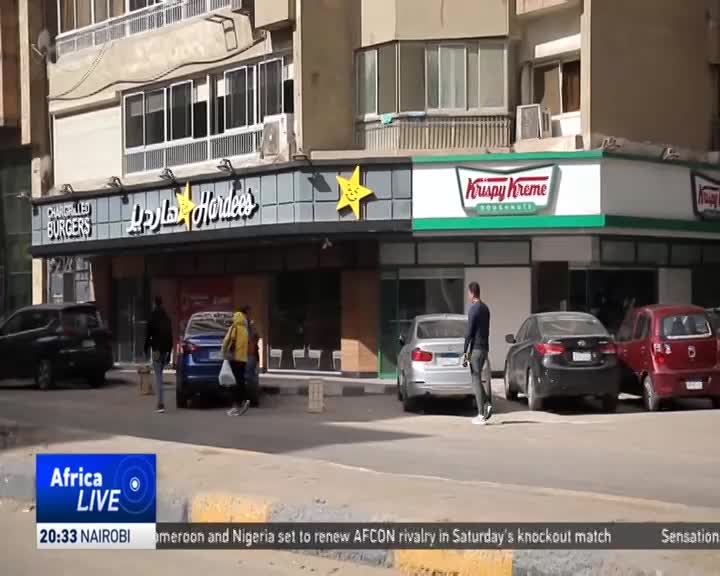 CHARGRILLED
BURGERS
هارديز
Hardee's
Krispy Kreme
DOUGHNUTS
Krispy
Africa
LIVE
20:33 NAIROBI
ameroon and Nigeria set to renew AFCON rivalry in Saturday's knockout match
Sensation